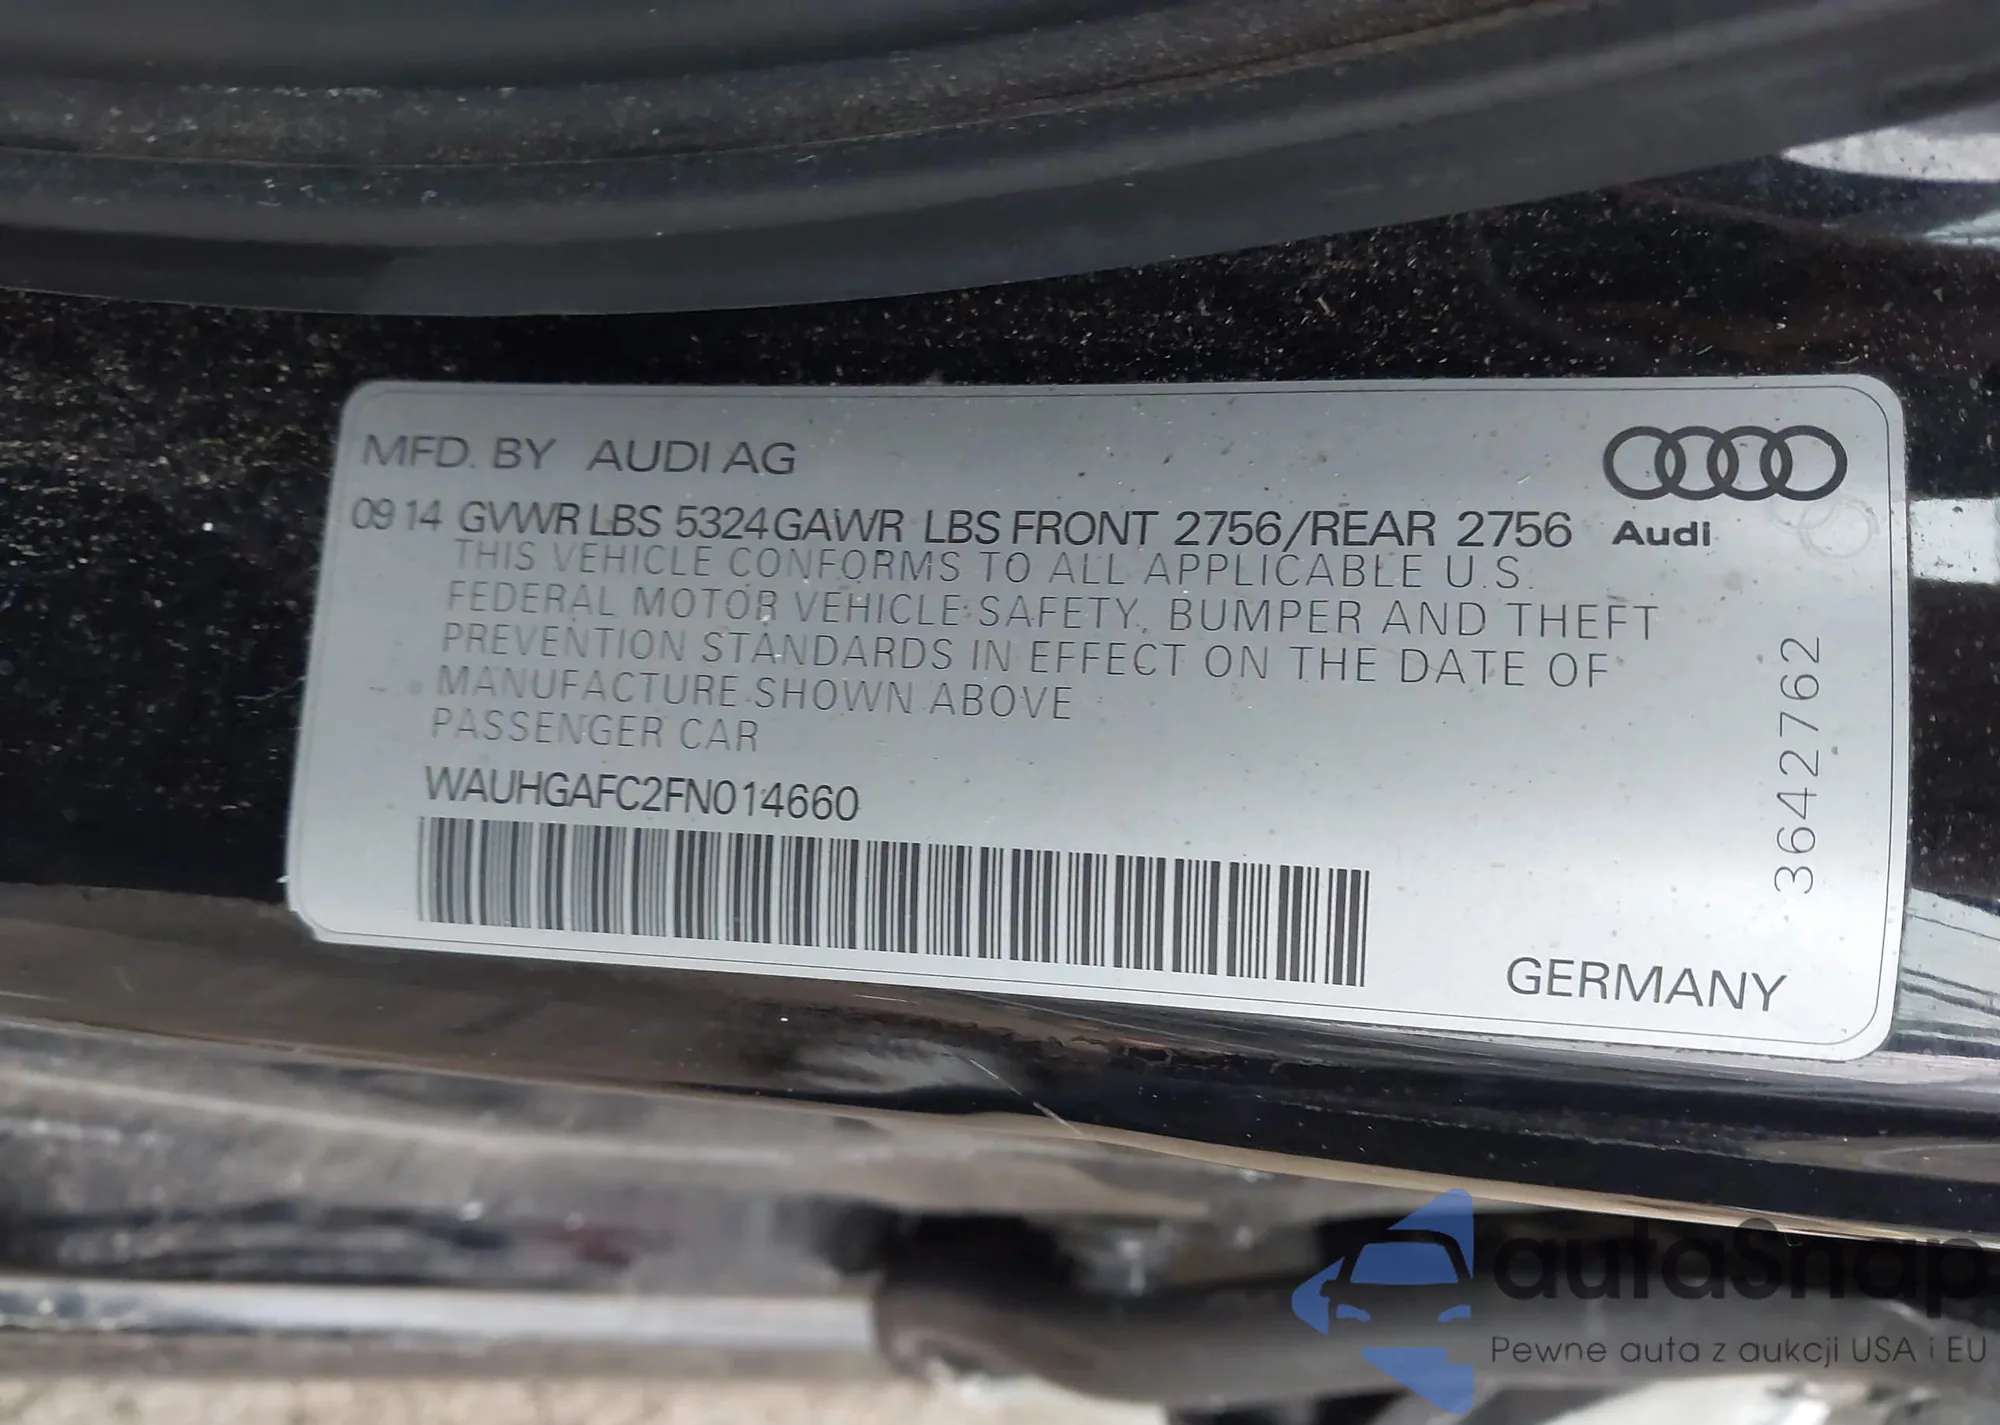 MFD. BY AUDI AG
09 14 GVWR LBS 5324 GAWR LBS FRONT 2756/REAR 2756
Audi
THIS VEHICLE CONFORMS TO ALL APPLICABLE U.S.
FEDERAL MOTOR VEHICLE SAFETY, BUMPER AND THEFT
PREVENTION STANDARDS IN EFFECT ON THE DATE OF
MANUFACTURE SHOWN ABOVE
PASSENGER CAR
WAUHGAFC2FN014660
3642762
GERMANY
autaSnap
Pewne auta z aukcji USA i EU